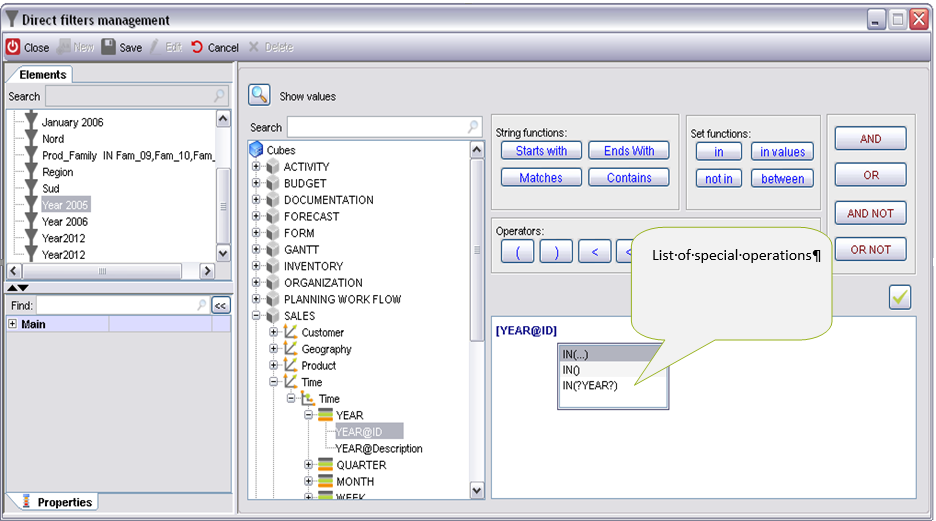 Direct filters management
Close New Save Edit Cancel Delete
Elements
Search
January 2006
Nord
Prod_Family IN Fam_09,Fam_10,Fam_
Region
Sud
Year 2005
Year 2006
Year2012
Year2012
Find: <<
Main
Properties
Show values
Search
Cubes
ACTIVITY
BUDGET
DOCUMENTATION
FORECAST
FORM
GANTT
INVENTORY
ORGANIZATION
PLANNING WORK FLOW
SALES
Customer
Geography
Product
Time
Time
YEAR
YEAR@ID
YEAR@Description
QUARTER
MONTH
WEEK
String functions:
Starts with Ends With
Matches Contains
Set functions:
in in values
not in between
Operators:
( ) < <
AND
OR
AND NOT
OR NOT
List·of·special·operations¶
[YEAR@ID]
IN(...)
IN()
IN(?YEAR?)